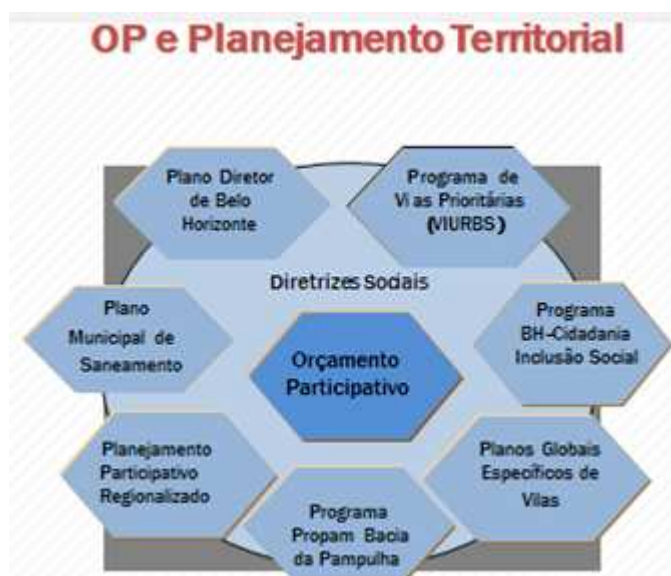 OP e Planejamento Territorial
Plano Diretor
de Belo
Horizonte
Programa de
Vias Prioritárias
(VIURBS)
Diretrizes Sociais
Plano
Municipal de
Saneamento
Orçamento
Participativo
Programa
BH-Cidadania
Inclusão Social
Planejamento
Participativo
Regionalizado
Programa
Propam Bacia
da Pampulha
Planos Globais
Específicos de
Vilas